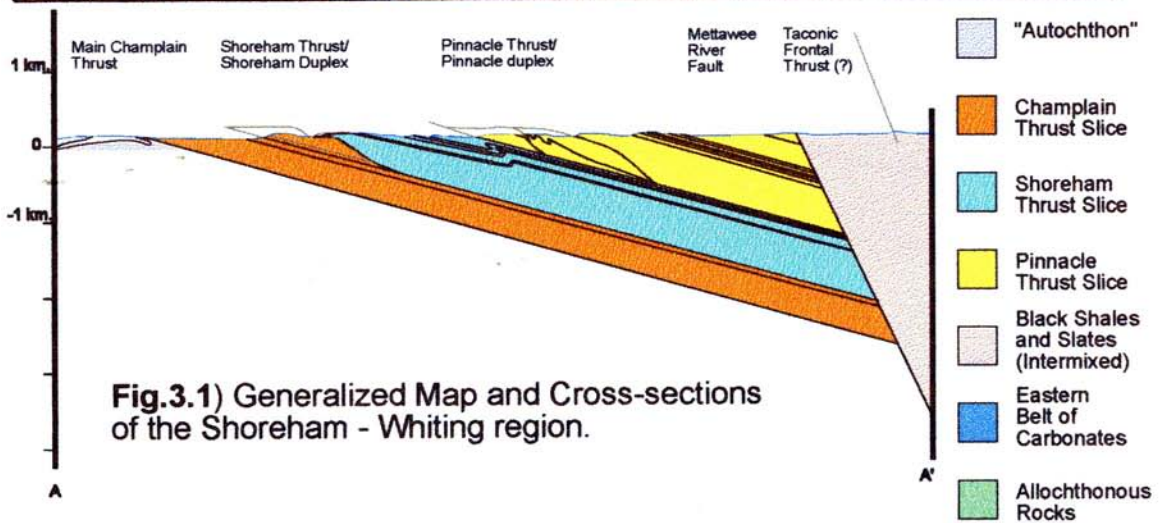 Main Champlain
Thrust
Shoreham Thrust/
Shoreham Duplex
Pinnacle Thrust/
Pinnacle duplex
Mettawee
River
Fault
Taconic
Frontal
Thrust (?)
1 km.
0
-1 km.
A
A'
Fig.3.1) Generalized Map and Cross-sections
of the Shoreham - Whiting region.
"Autochthon"
Champlain
Thrust Slice
Shoreham
Thrust Slice
Pinnacle
Thrust Slice
Black Shales
and Slates
(Intermixed)
Eastern
Belt of
Carbonates
Allochthonous
Rocks